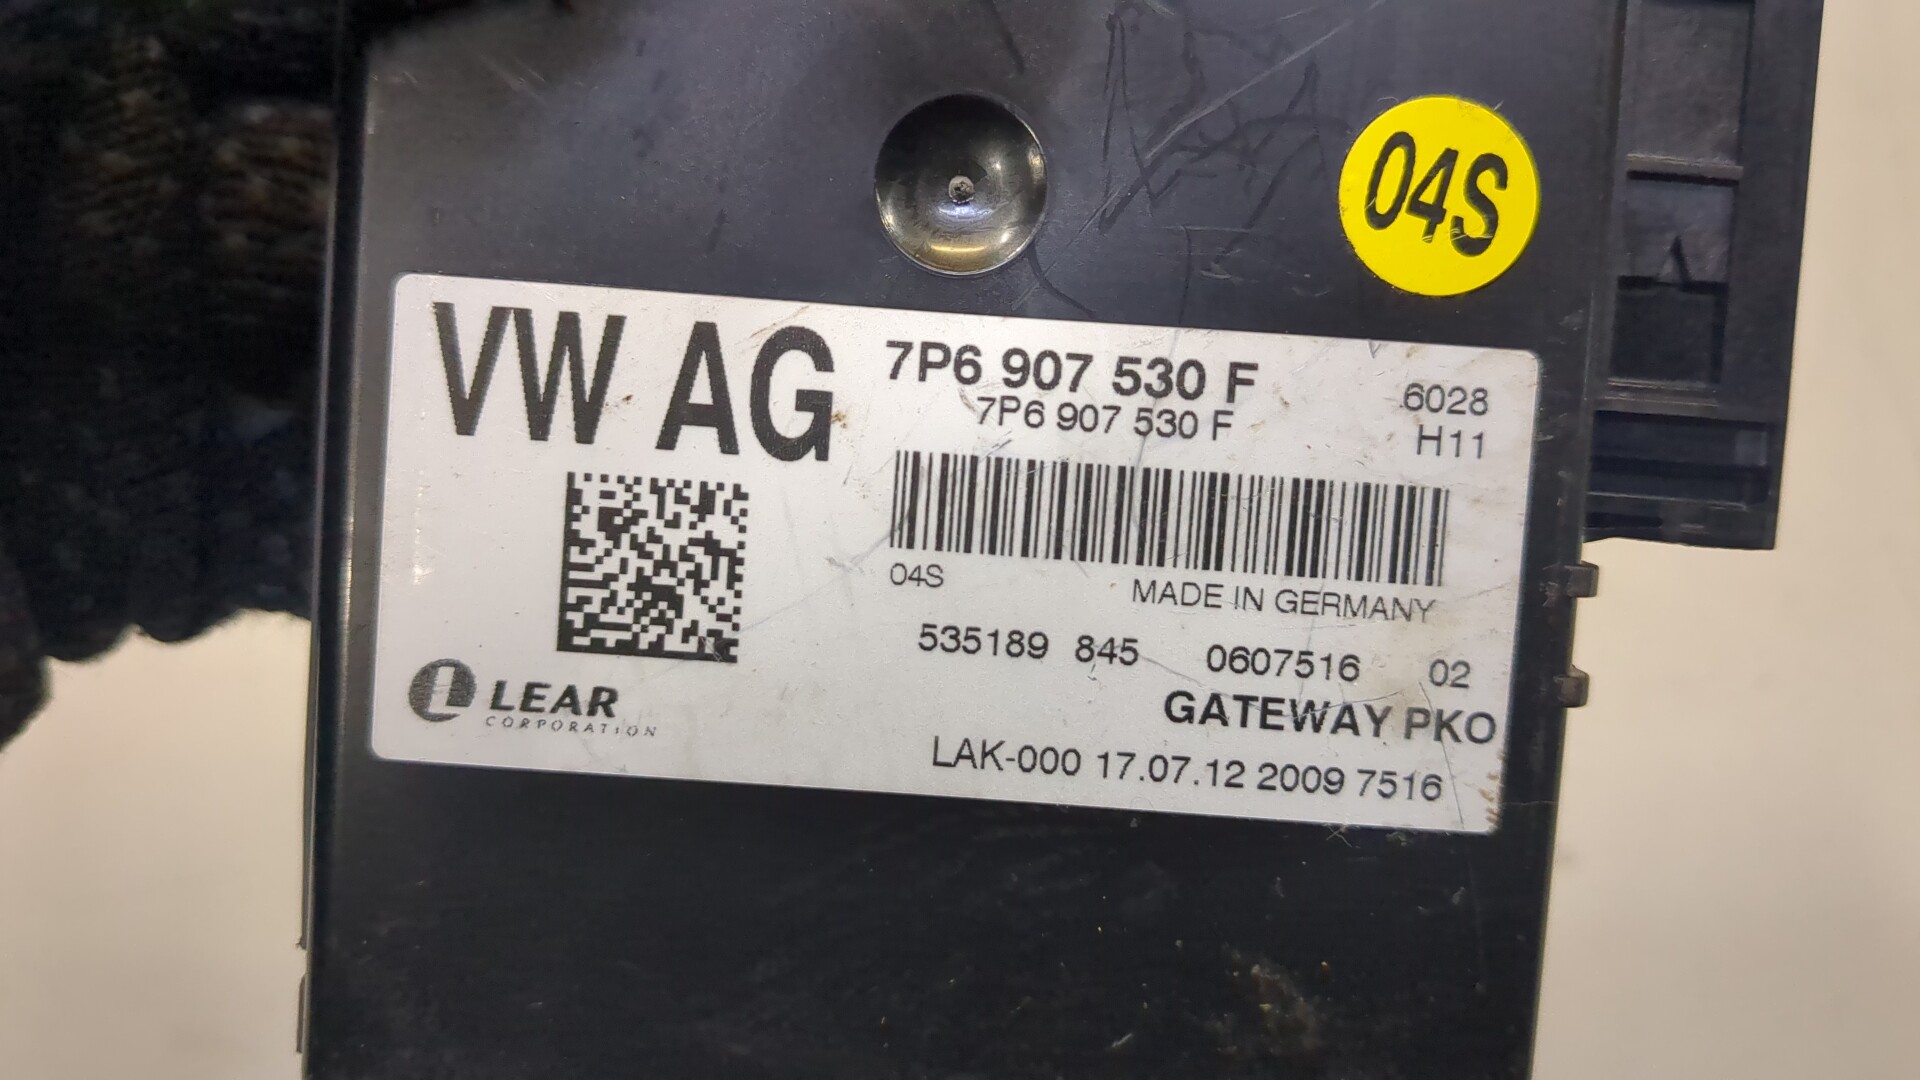 04S
VW AG
7P6 907 530 F
7P6 907 530 F
6028
H11
04S
MADE IN GERMANY
535189 845 0607516 02
LEAR
CORPORATION
GATEWAY PKO
LAK-000 17.07.12 2009 7516